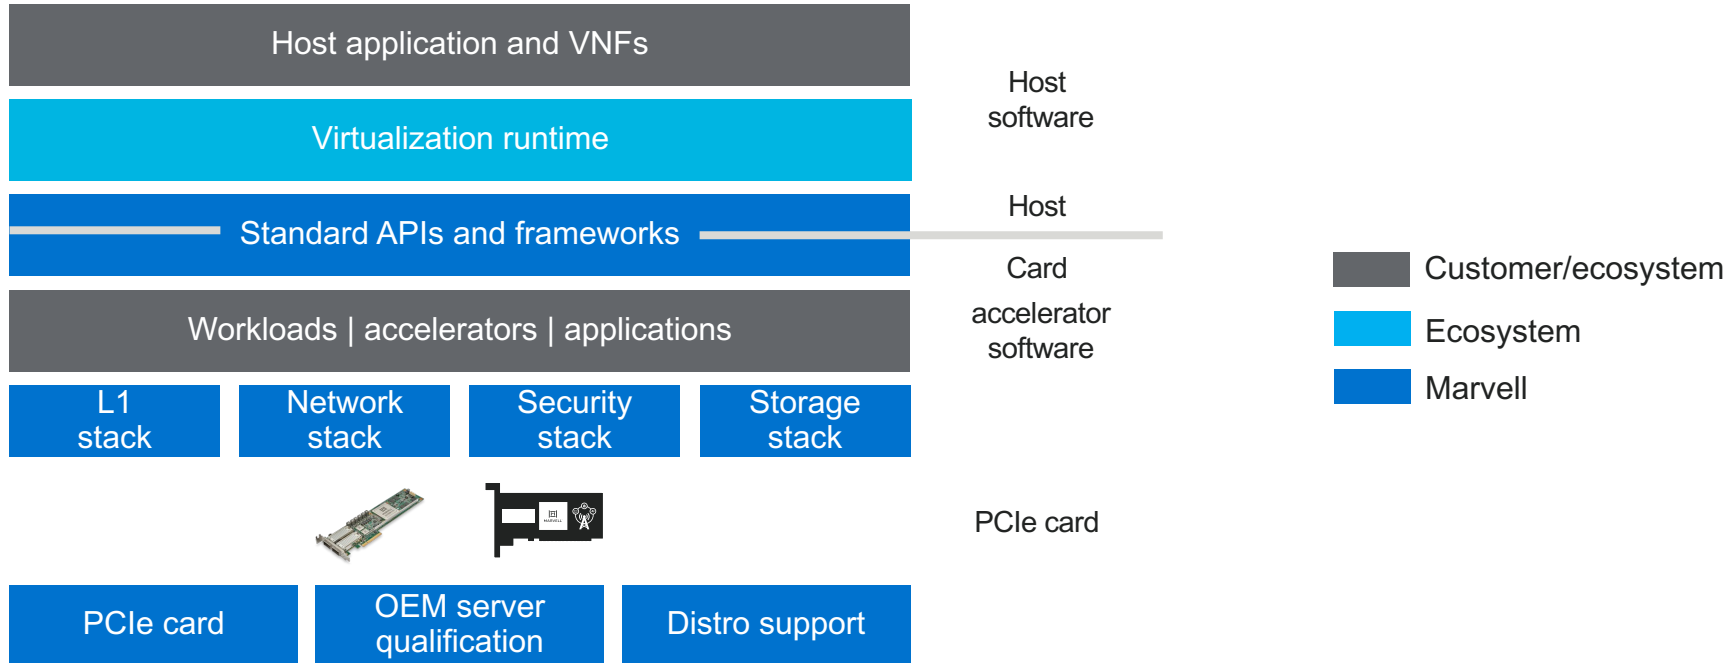 Host application and VNFs
Host
software
Virtualization runtime
Host
Standard APIs and frameworks
Card
accelerator
software
Workloads | accelerators | applications
Customer/ecosystem
Ecosystem
Marvell
L1
stack
Network
stack
Security
stack
Storage
stack
MARVELL
PCIe card
PCIe card
OEM server
qualification
Distro support